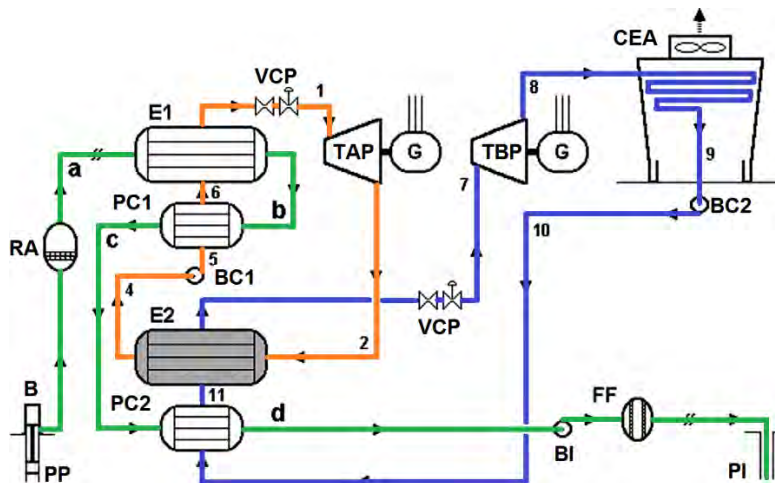 CEA
VCP
1
8
E1
TAP
G
TBP
G
a
6
7
9
PC1
b
BC2
RA
c
5
10
BC1
4
E2
2
VCP
B
11
PC2
d
FF
PP
BI
PI